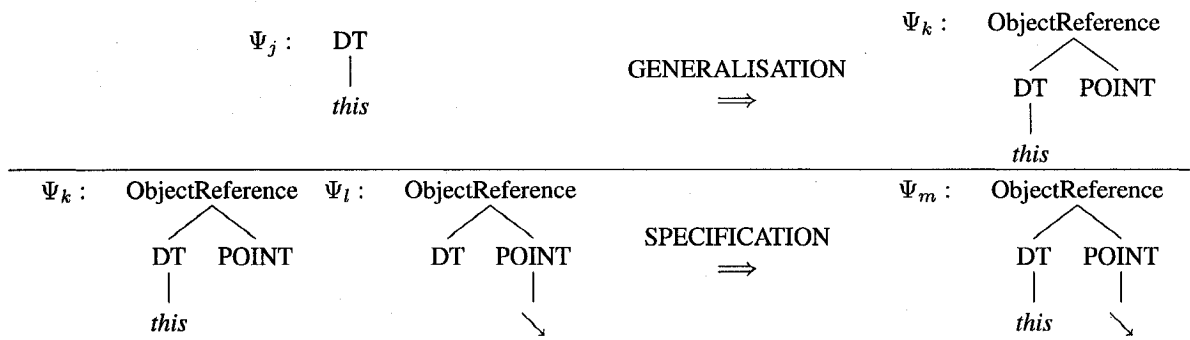 Ψj : DT Ψk : ObjectReference
GENERALISATION
⟹ DT POINT
this
this
Ψk : ObjectReference Ψl : ObjectReference Ψm : ObjectReference
SPECIFICATION
DT POINT DT POINT ⟹ DT POINT
this ↘ this ↘